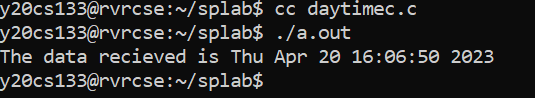 y20cs133@rvrcse:~/splab$ cc daytimec.c
y20cs133@rvrcse:~/splab$ ./a.out
The data recieved is Thu Apr 20 16:06:50 2023
y20cs133@rvrcse:~/splab$